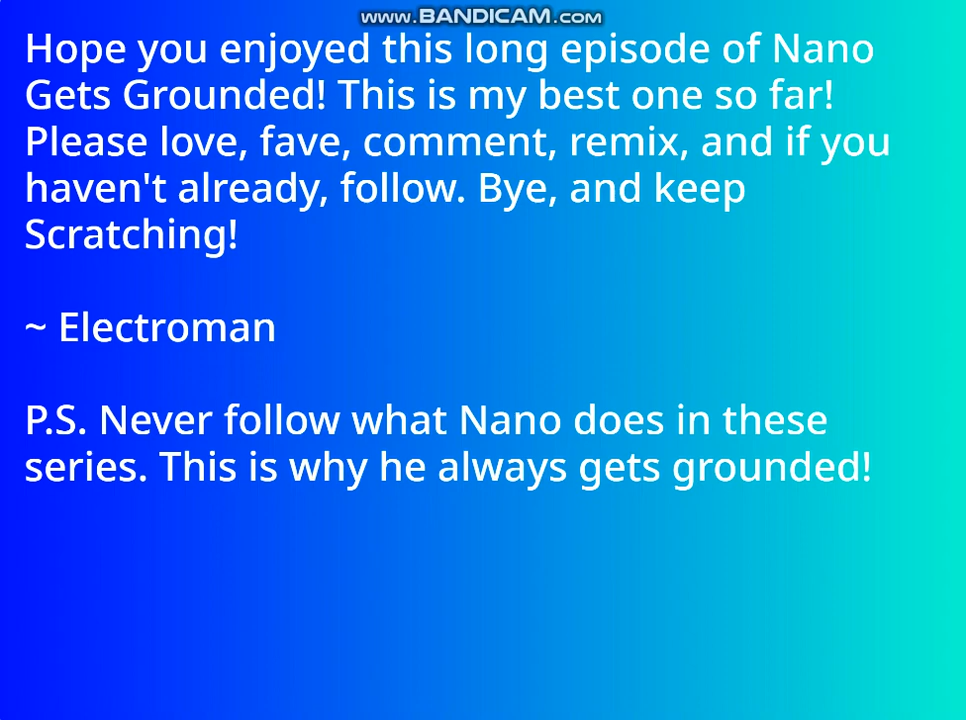 www.BANDICAM.com
Hope you enjoyed this long episode of Nano
Gets Grounded! This is my best one so far!
Please love, fave, comment, remix, and if you
haven't already, follow. Bye, and keep
Scratching!
~ Electroman
P.S. Never follow what Nano does in these
series. This is why he always gets grounded!